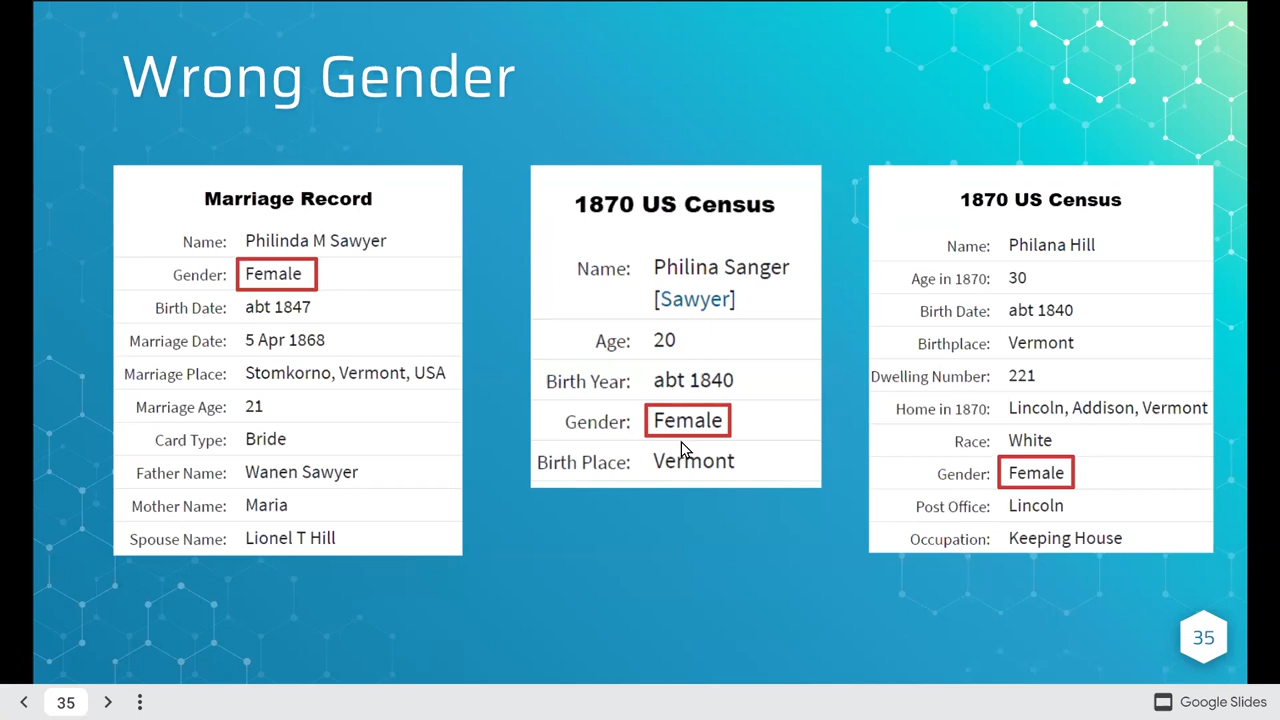 Wrong Gender
Marriage Record
Name: Philinda M Sawyer
Gender: Female
Birth Date: abt 1847
Marriage Date: 5 Apr 1868
Marriage Place: Stomkorno, Vermont, USA
Marriage Age: 21
Card Type: Bride
Father Name: Wanen Sawyer
Mother Name: Maria
Spouse Name: Lionel T Hill
1870 US Census
Name: Philina Sanger
[Sawyer]
Age: 20
Birth Year: abt 1840
Gender: Female
Birth Place: Vermont
1870 US Census
Name: Philana Hill
Age in 1870: 30
Birth Date: abt 1840
Birthplace: Vermont
Dwelling Number: 221
Home in 1870: Lincoln, Addison, Vermont
Race: White
Gender: Female
Post Office: Lincoln
Occupation: Keeping House
35
35
Google Slides